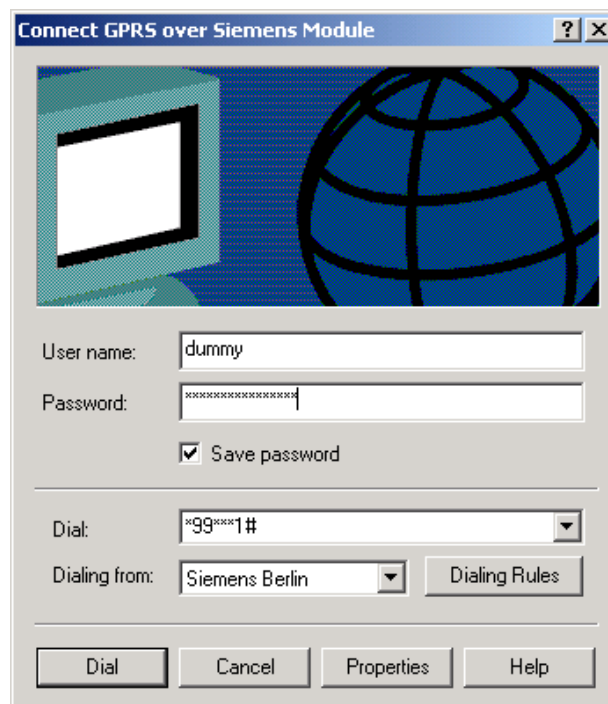 Connect GPRS over Siemens Module ? X
User name: dummy
Password: ****************
Save password
Dial: *99***1#
Dialing from: Siemens Berlin Dialing Rules
Dial Cancel Properties Help